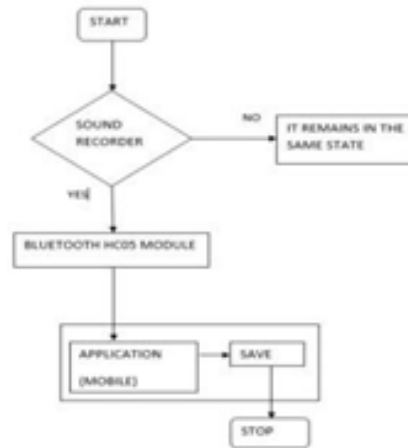 START
SOUND
RECORDER
NO
IT REMAINS IN THE
SAME STATE
YES
BLUETOOTH HC05 MODULE
APPLICATION
(MOBILE)
SAVE
STOP